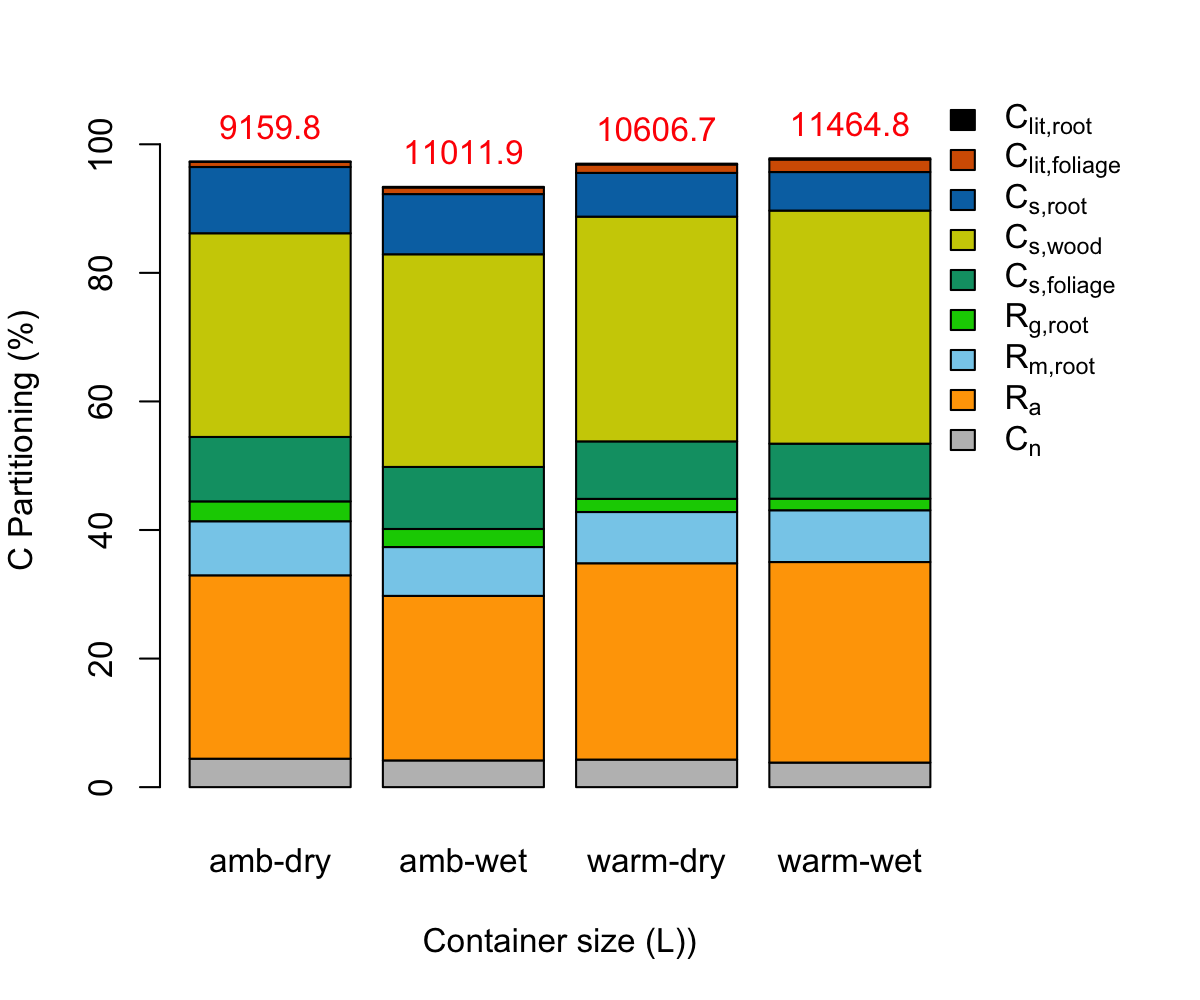 C Partitioning (%)
100
80
60
40
20
0
9159.8
11011.9
10606.7
11464.8
C_lit,root
C_lit,foliage
C_s,root
C_s,wood
C_s,foliage
R_g,root
R_m,root
R_a
C_n
amb-dry
amb-wet
warm-dry
warm-wet
Container size (L))